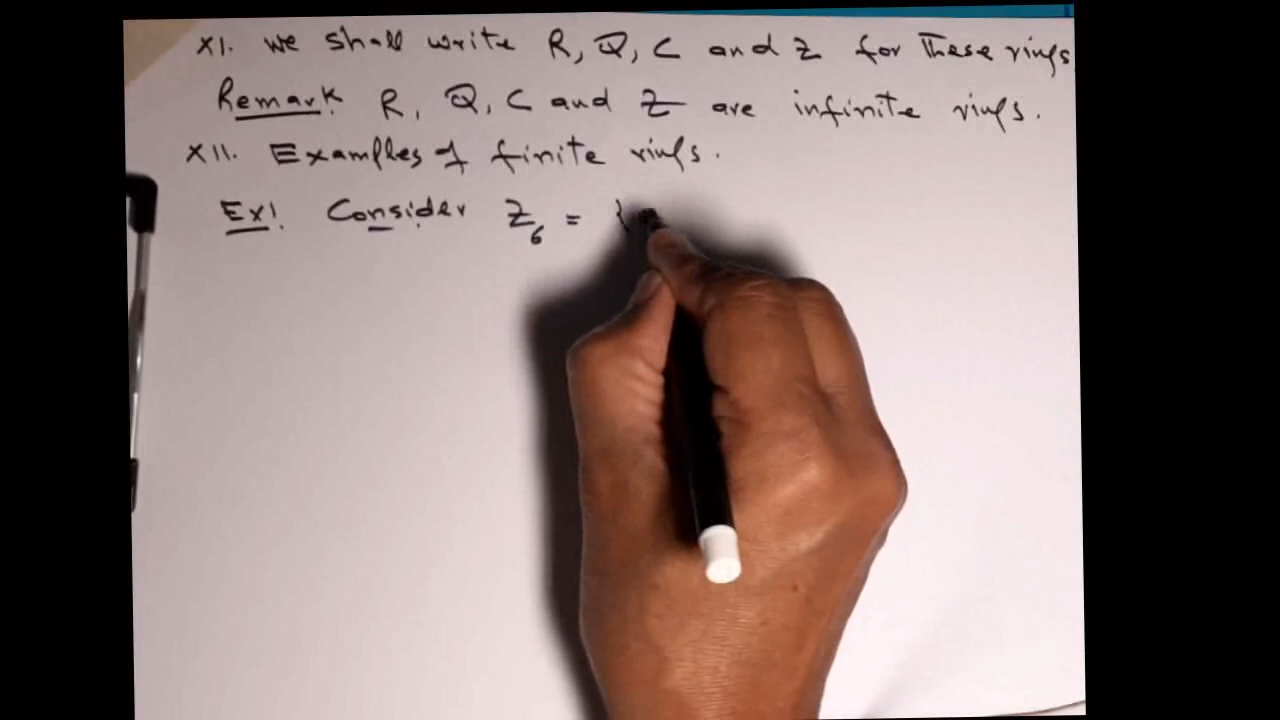 XI. We shall write R, Q, C and Z for these rings
Remark R, Q, C and Z are infinite rings.
XII. Examples of finite rings.
Ex1. Consider Z6 = {